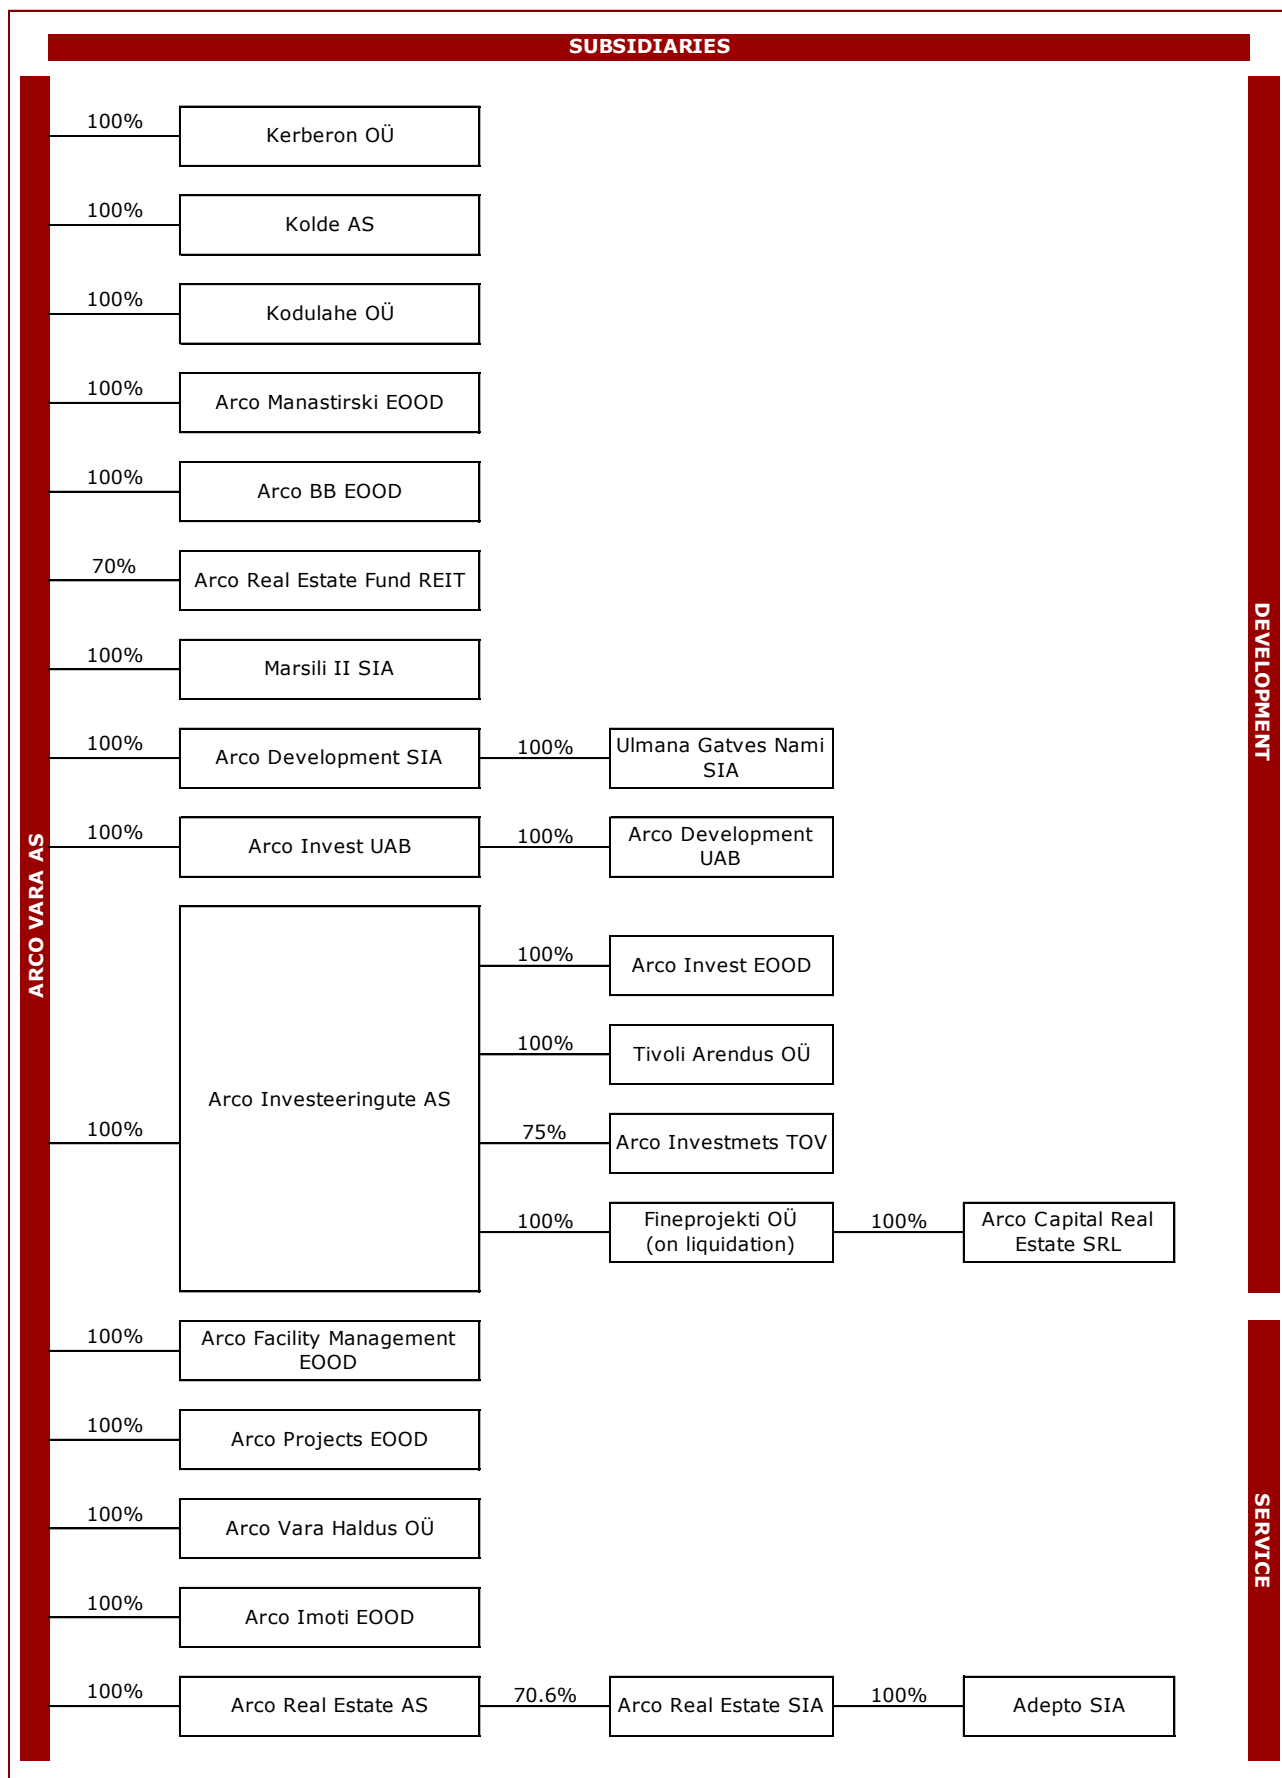 SUBSIDIARIES
ARCO VARA AS
DEVELOPMENT
100%
Kerberon OÜ
100%
Kolde AS
100%
Kodulahe OÜ
100%
Arco Manastirski EOOD
100%
Arco BB EOOD
70%
Arco Real Estate Fund REIT
100%
Marsili II SIA
100%
Arco Development SIA
100%
Ulmana Gatves Nami
SIA
100%
Arco Invest UAB
100%
Arco Development
UAB
100%
Arco Investeeringute AS
100%
Arco Invest EOOD
100%
Tivoli Arendus OÜ
75%
Arco Investmets TOV
100%
Fineprojekti OÜ
(on liquidation)
100%
Arco Capital Real
Estate SRL
SERVICE
100%
Arco Facility Management
EOOD
100%
Arco Projects EOOD
100%
Arco Vara Haldus OÜ
100%
Arco Imoti EOOD
100%
Arco Real Estate AS
70.6%
Arco Real Estate SIA
100%
Adepto SIA